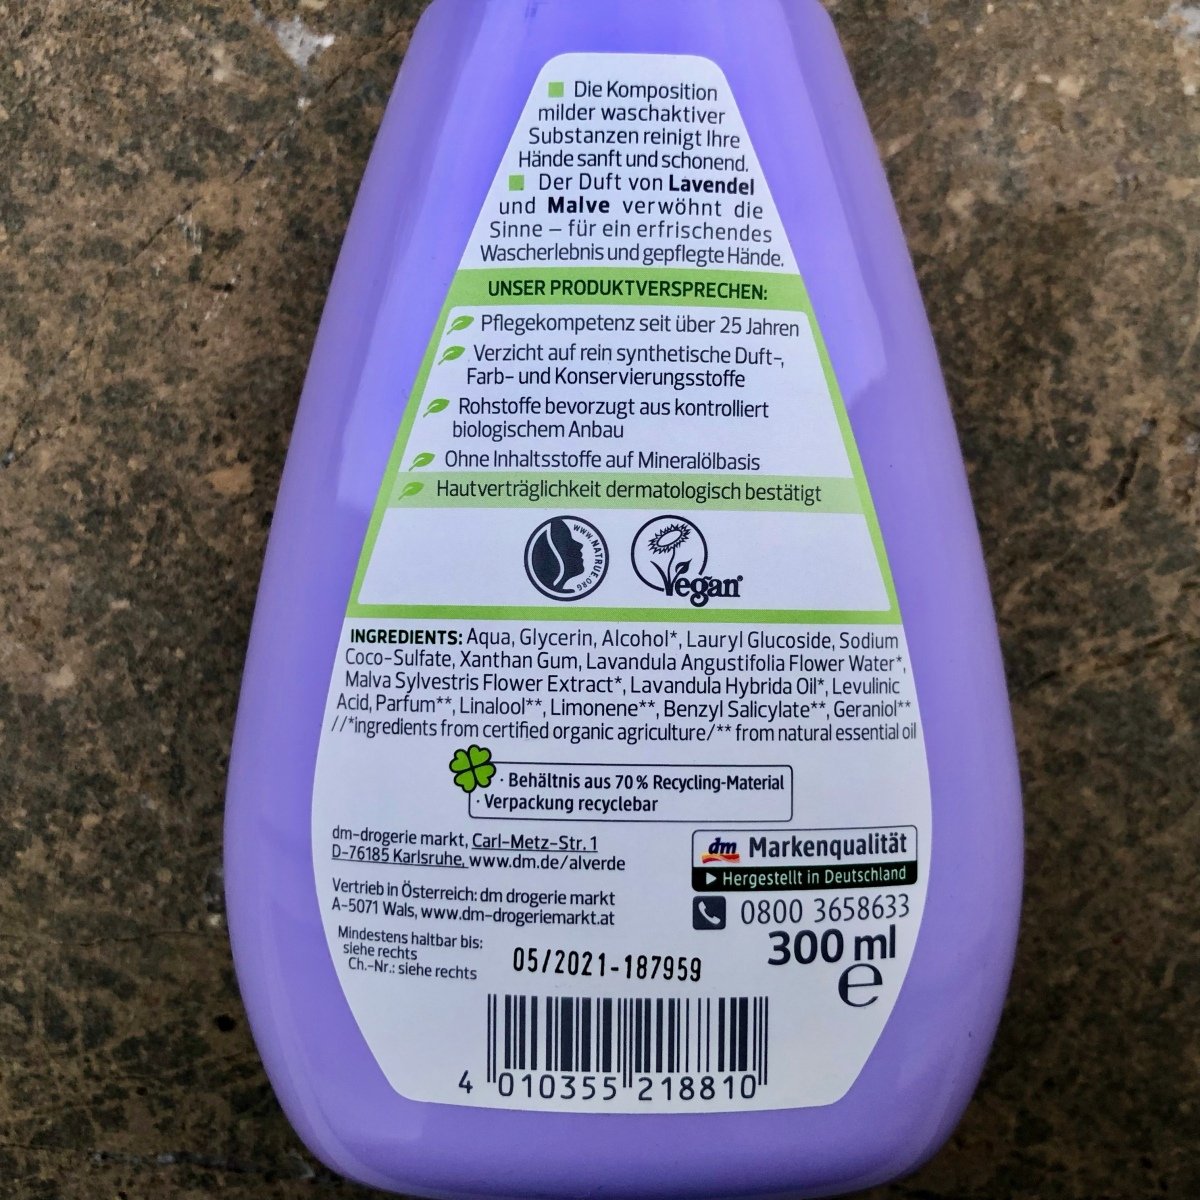 Die Komposition
milder waschaktiver
Substanzen reinigt Ihre
Hände sanft und schonend.
Der Duft von Lavendel
und Malve verwöhnt die
Sinne – für ein erfrischendes
Wascherlebnis und gepflegte Hände.
UNSER PRODUKTVERSPRECHEN:
Pflegekompetenz seit über 25 Jahren
Verzicht auf rein synthetische Duft-,
Farb- und Konservierungsstoffe
Rohstoffe bevorzugt aus kontrolliert
biologischem Anbau
Ohne Inhaltsstoffe auf Mineralölbasis
Hautverträglichkeit dermatologisch bestätigt
WWW.NATRUE.ORG
Vegan
INGREDIENTS: Aqua, Glycerin, Alcohol*, Lauryl Glucoside, Sodium
Coco-Sulfate, Xanthan Gum, Lavandula Angustifolia Flower Water*,
Malva Sylvestris Flower Extract*, Lavandula Hybrida Oil*, Levulinic
Acid, Parfum**, Linalool**, Limonene**, Benzyl Salicylate**, Geraniol**
//*ingredients from certified organic agriculture/** from natural essential oil
· Behältnis aus 70 % Recycling-Material
· Verpackung recyclebar
dm-drogerie markt, Carl-Metz-Str. 1
D-76185 Karlsruhe, www.dm.de/alverde
Vertrieb in Österreich: dm drogerie markt
A-5071 Wals, www.dm-drogeriemarkt.at
dm Markenqualität
Hergestellt in Deutschland
0800 3658633
300 ml
e
Mindestens haltbar bis:
siehe rechts
Ch.-Nr.: siehe rechts
05/2021-187959
4 010355 218810